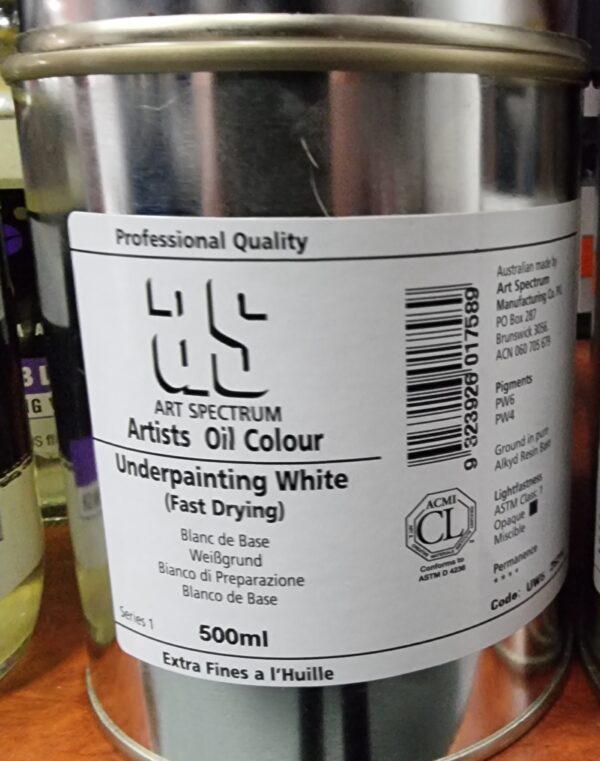 Professional Quality
as
ART SPECTRUM
Artists Oil Colour
Underpainting White
(Fast Drying)
Blanc de Base
Weißgrund
Bianco di Preparazione
Blanco de Base
Series 1
500ml
Extra Fines a l'Huille
9 323926 017589
ACMI
CL
Conforms to
ASTM D 4236
Australian made by
Art Spectrum
Manufacturing Co.
PO Box 287
Brunswick 3056
ACN 060 705 679
Pigments
PW6
PW4
Ground in pure
Alkyd Resin Base
Lightfastness
ASTM Class 1
Opaque
Miscible
Permanence
* * * *
Code: UW5